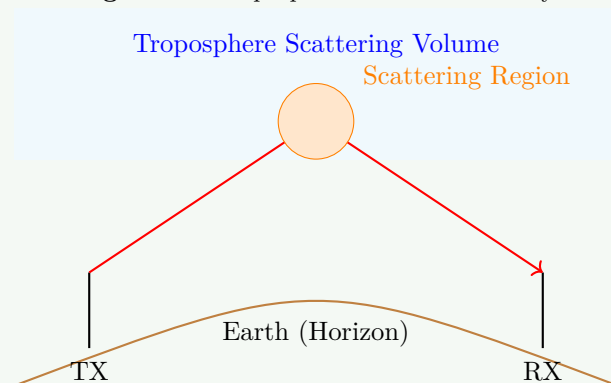 Troposphere Scattering Volume
Scattering Region
Earth (Horizon)
TX
RX